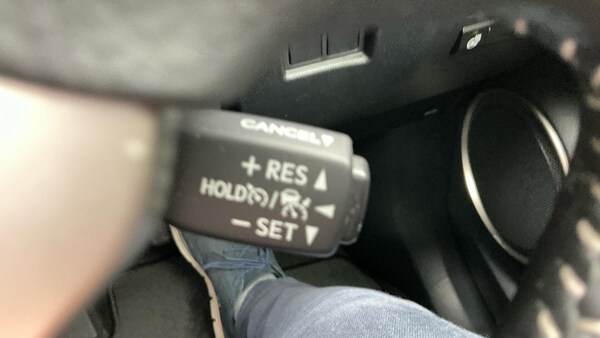 CANCEL
+ RES
HOLD /
− SET